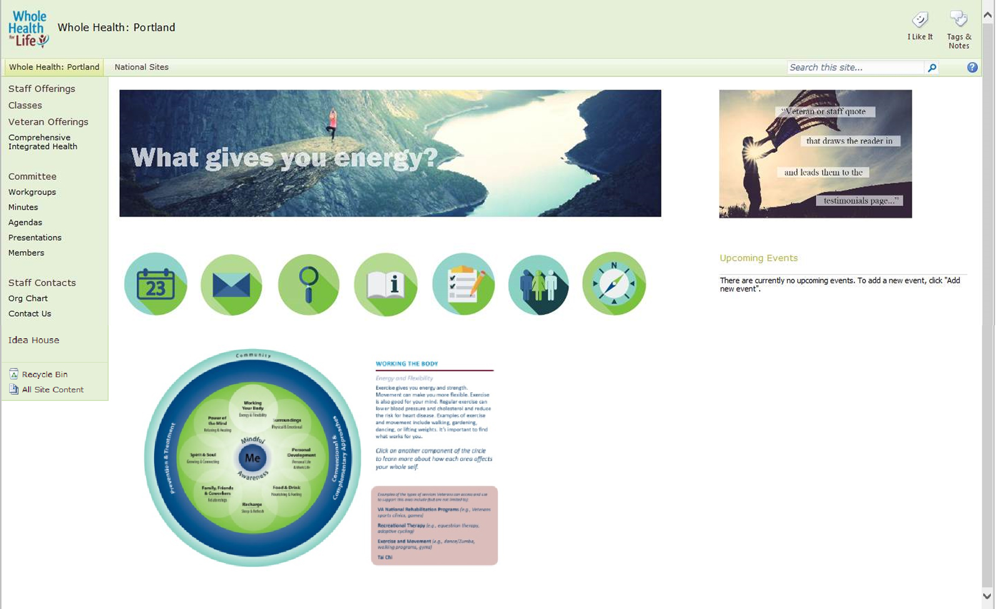 Whole
Health
for Life
Whole Health: Portland
I Like It
Tags &
Notes
Whole Health: Portland
National Sites
Search this site...
?
Staff Offerings
Classes
Veteran Offerings
Comprehensive
Integrated Health
Committee
Workgroups
Minutes
Agendas
Presentations
Members
Staff Contacts
Org Chart
Contact Us
Idea House
Recycle Bin
All Site Content
What gives you energy?
"Veteran or staff quote
that draws the reader in
and leads them to the
testimonials page..."
23
i
N
Upcoming Events
There are currently no upcoming events. To add a new event, click "Add
new event".
Community
Prevention & Treatment
Conventional &
Complementary Approaches
Working
Your Body
Energy & Flexibility
Surroundings
Physical & Emotional
Personal
Development
Personal Life
& Work Life
Food & Drink
Nourishing & Fueling
Recharge
Sleep & Refresh
Family, Friends
& Coworkers
Relationships
Spirit & Soul
Growing & Connecting
Power of
the Mind
Relaxing & Healing
Mindful
Me
Awareness
WORKING THE BODY
Energy and Flexibility
Exercise gives you energy and strength.
Movement can make you more flexible. Exercise
is also good for your mind. Regular exercise can
lower blood pressure and cholesterol and reduce
the risk for heart disease. Examples of exercise
and movement include walking, gardening,
dancing, or lifting weights. It's important to find
what works for you.
Click on another component of the circle
to learn more about how each area affects
your whole self.
Examples of the types of services Veterans can access and use
to support this area include (but are not limited to):
VA National Rehabilitation Programs (e.g., Veterans
sports clinics, games)
Recreational Therapy (e.g., equestrian therapy,
adaptive cycling)
Exercise and Movement (e.g., dance/Zumba,
walking programs, gyms)
Tai Chi